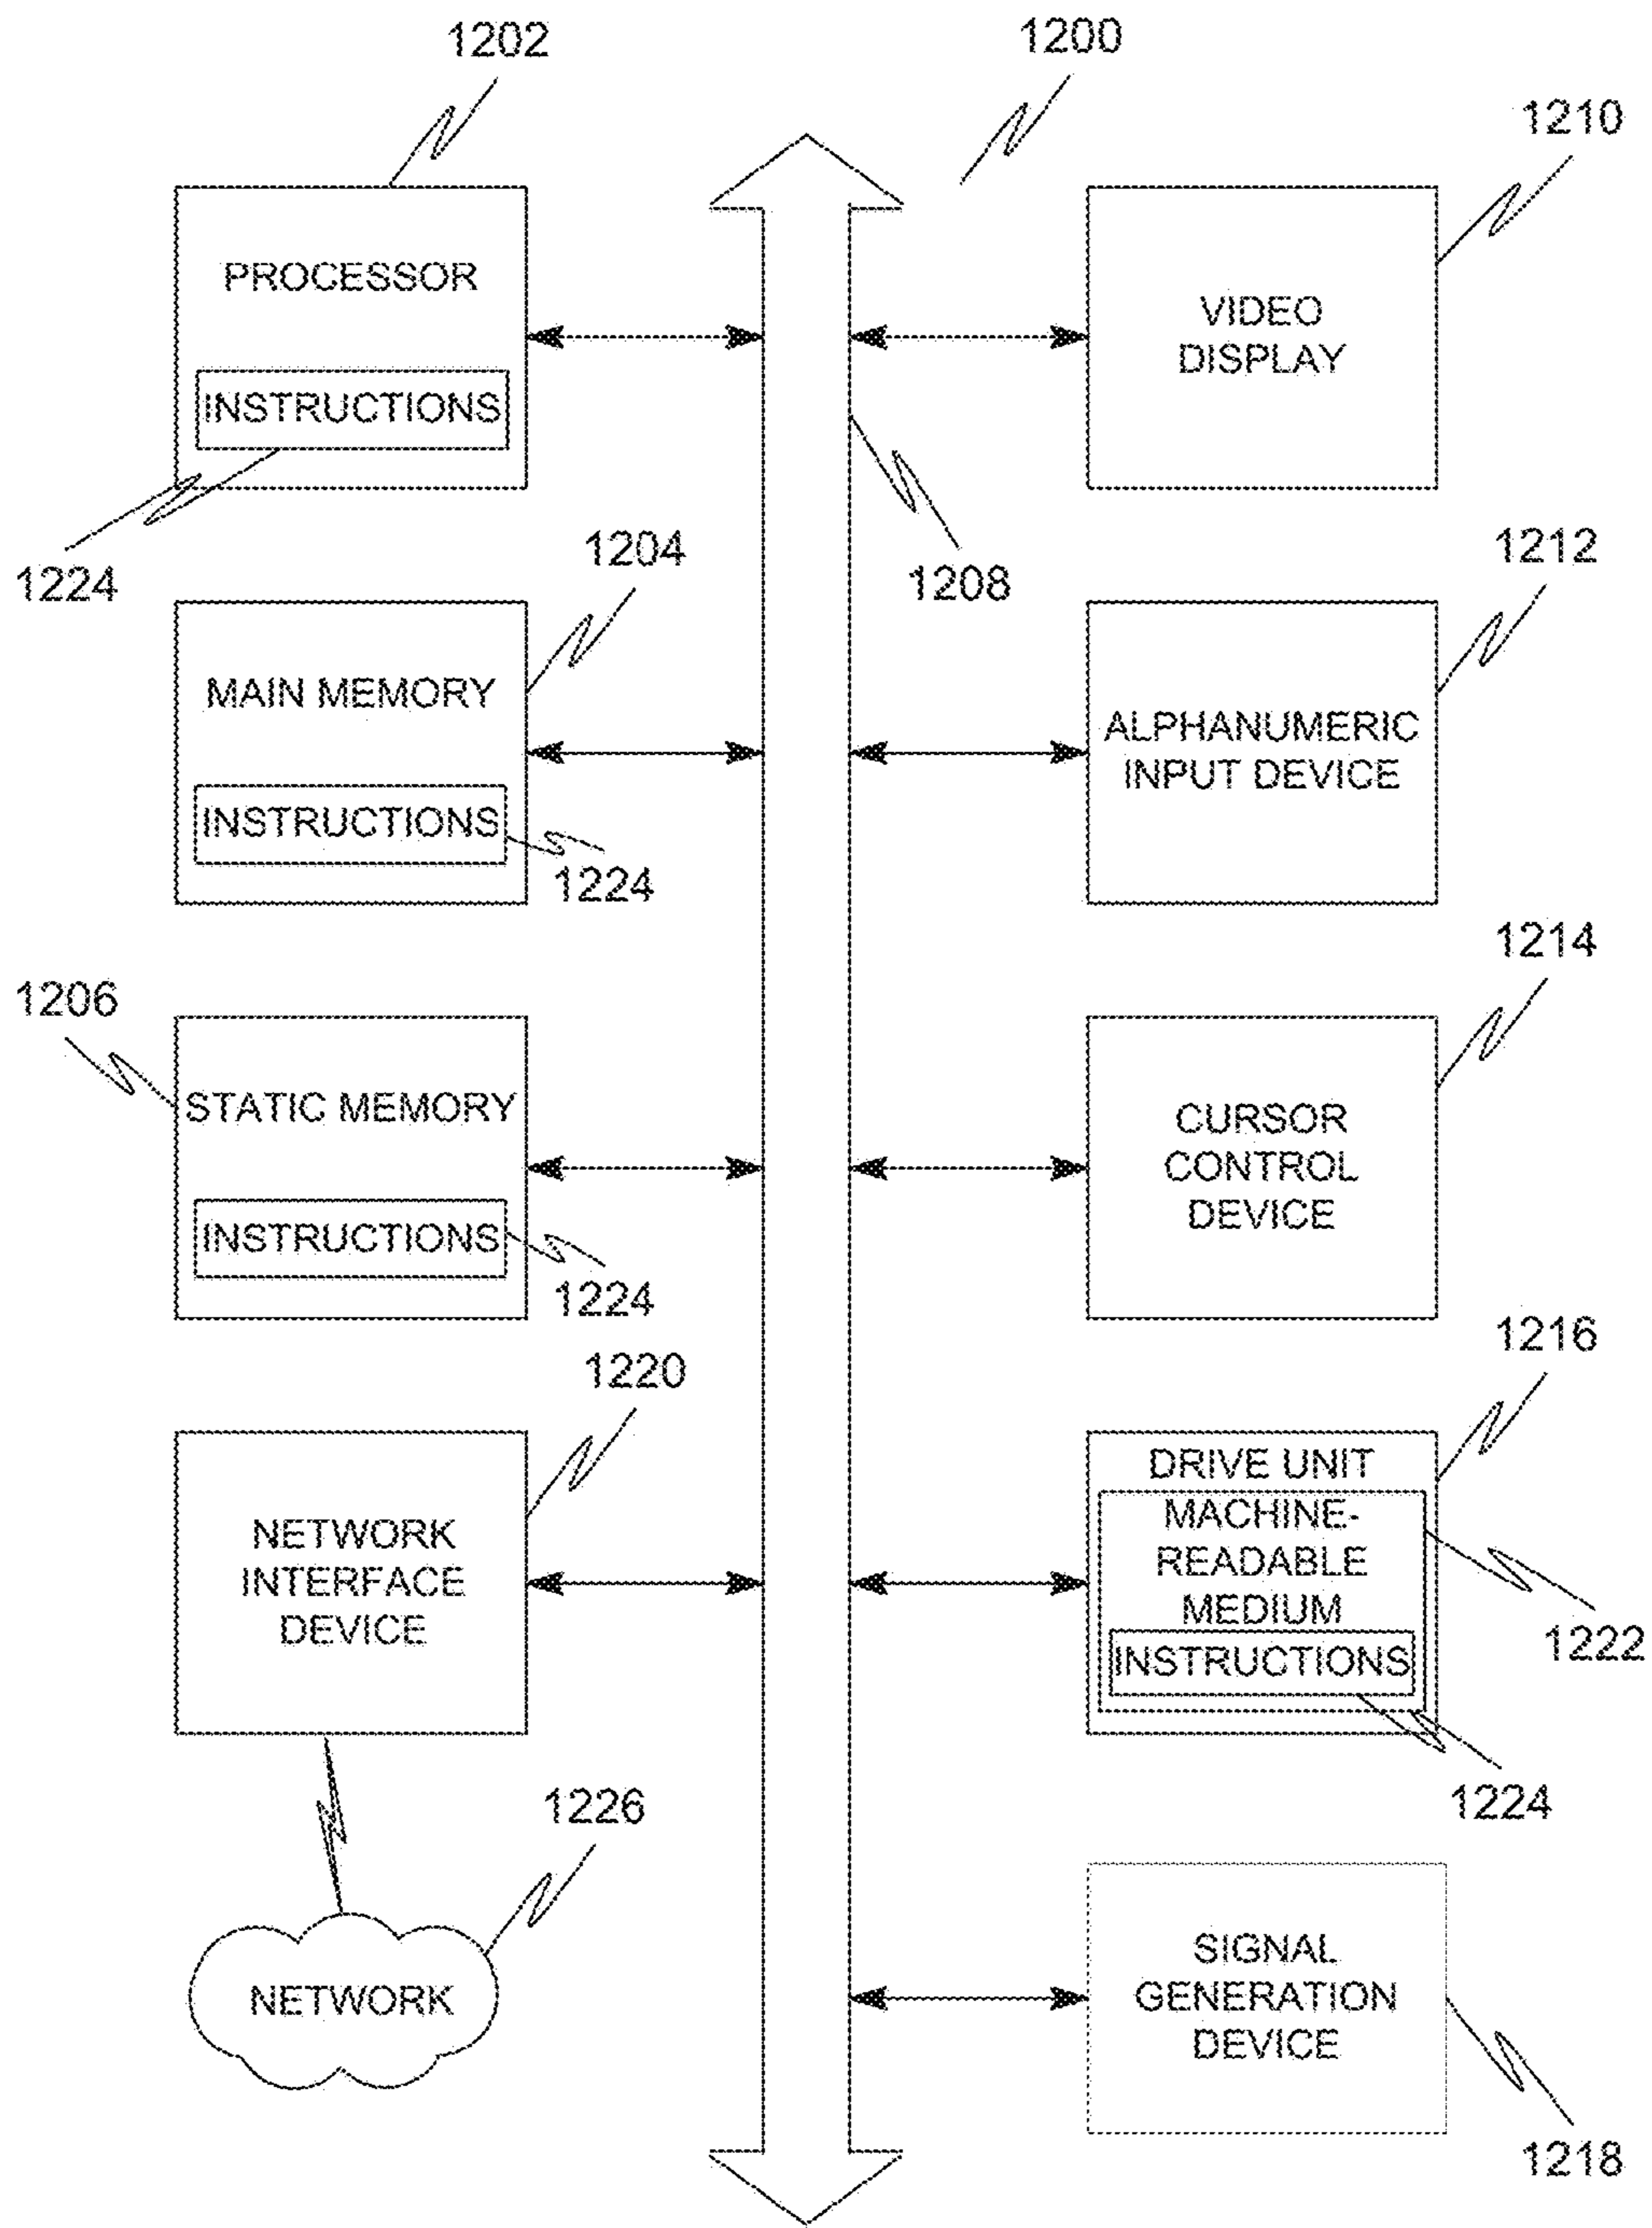 1202
1200
1210
PROCESSOR
INSTRUCTIONS
1224
VIDEO
DISPLAY
1208
1204
1212
MAIN MEMORY
INSTRUCTIONS
1224
ALPHANUMERIC
INPUT DEVICE
1206
1214
STATIC MEMORY
INSTRUCTIONS
1224
CURSOR
CONTROL
DEVICE
1220
1216
NETWORK
INTERFACE
DEVICE
DRIVE UNIT
MACHINE-
READABLE
MEDIUM
INSTRUCTIONS
1222
1224
1226
NETWORK
SIGNAL
GENERATION
DEVICE
1218